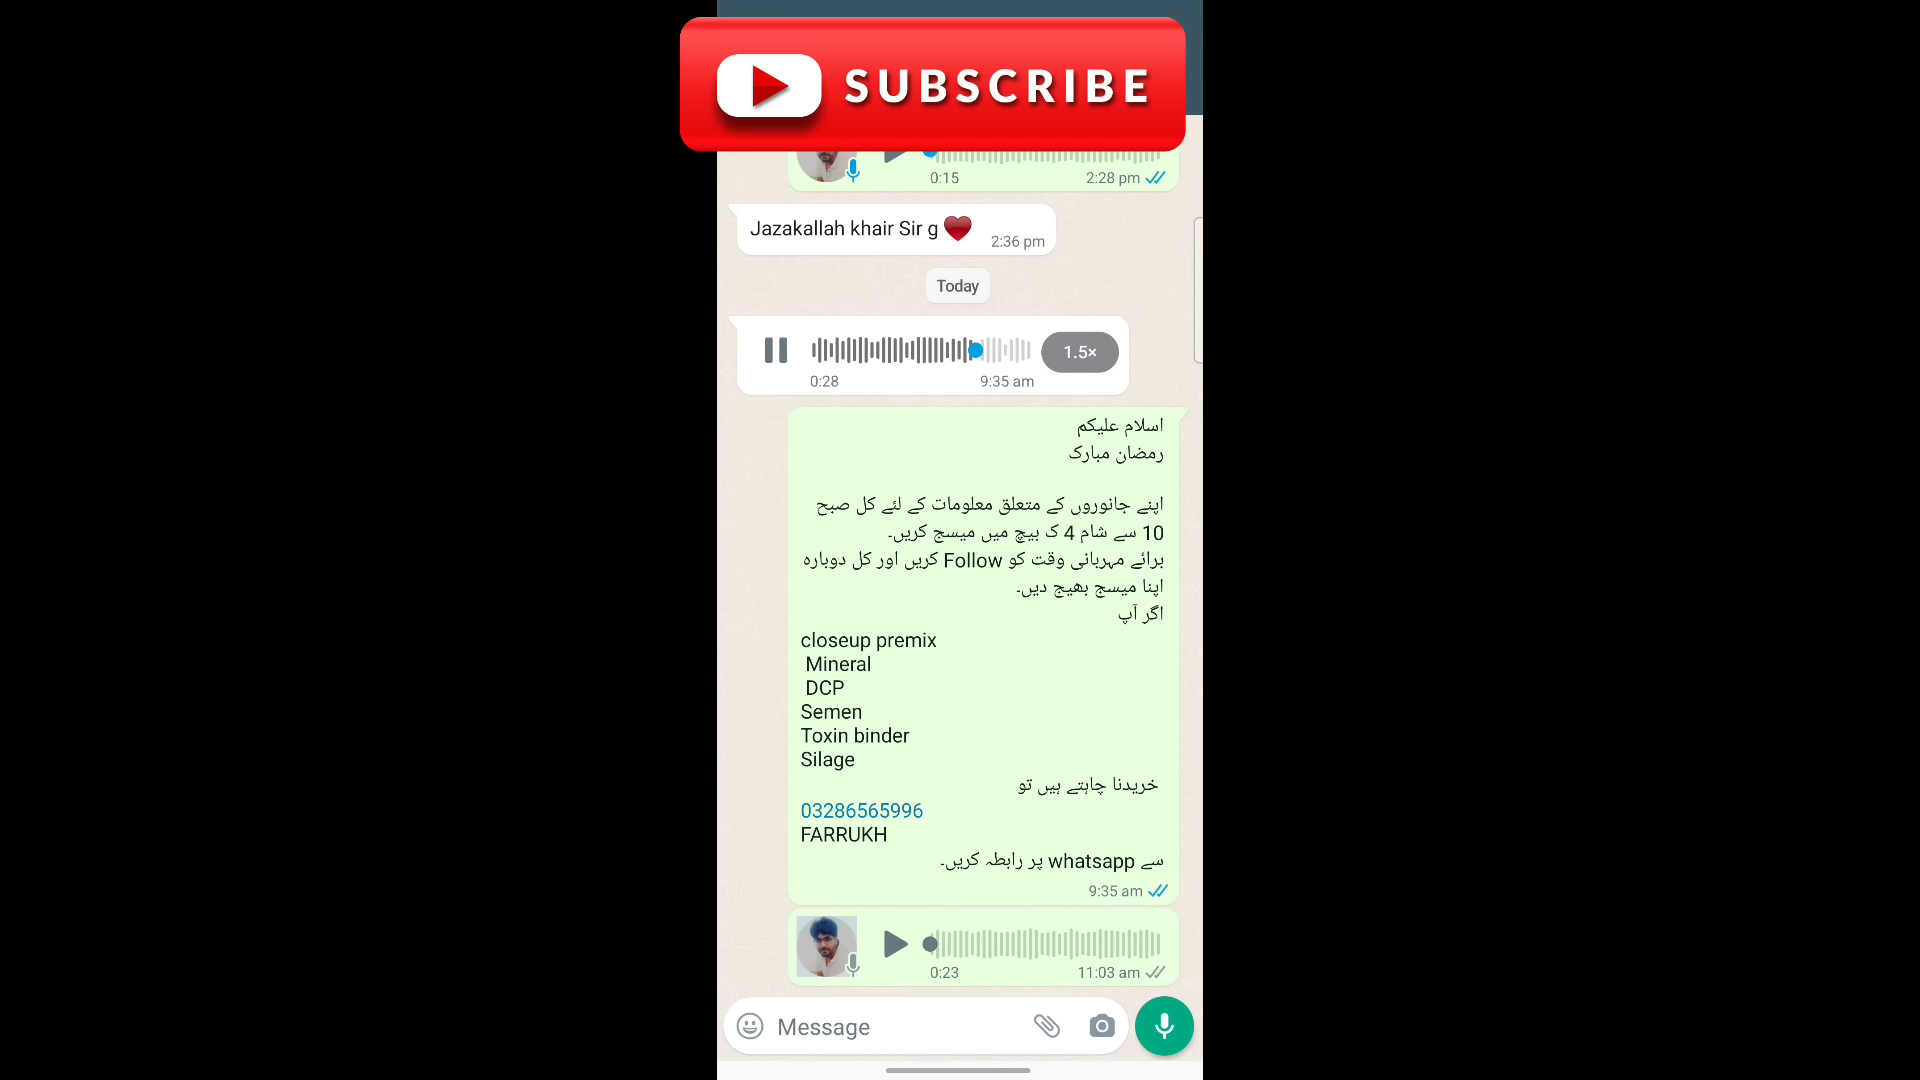 SUBSCRIBE
0:15 2:28 pm
Jazakallah khair Sir g
2:36 pm
Today
1.5×
0:28 9:35 am
اسلام علیکم
رمضان مبارک
اپنے جانوروں کے متعلق معلومات کے لئے کل صبح
10 سے شام 4 ک بیچ میں میسج کریں۔
برائے مہربانی وقت کو Follow کریں اور کل دوبارہ
اپنا میسج بھیج دیں۔
اگر آپ
closeup premix
Mineral
DCP
Semen
Toxin binder
Silage
خریدنا چاہتے ہیں تو
03286565996
FARRUKH
سے whatsapp پر رابطہ کریں۔
9:35 am
0:23 11:03 am
Message